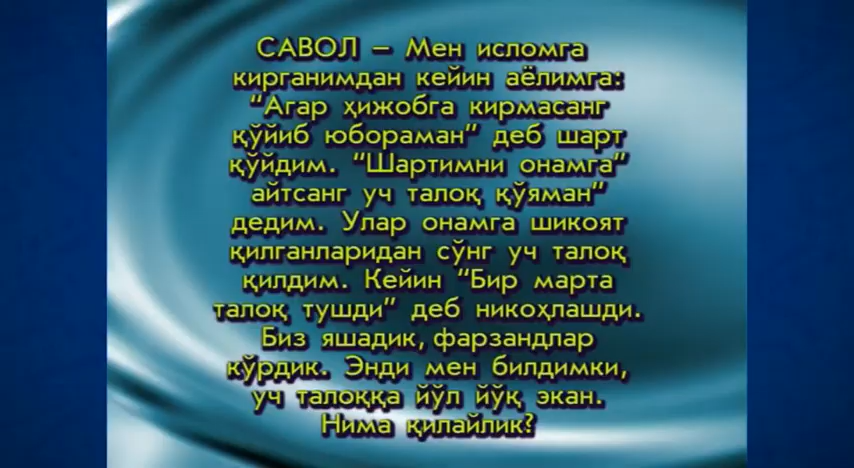 САВОЛ – Мен исломга
кирганимдан кейин аёлимга:
"Агар ҳижобга кирмасанг
қўйиб юбораман" деб шарт
қўйдим. "Шартимни онамга"
айтсанг уч талоқ қўяман"
дедим. Улар онамга шикоят
қилганларидан сўнг уч талоқ
қилдим. Кейин "Бир марта
талоқ тушди" деб никоҳлашди.
Биз яшадик, фарзандлар
кўрдик. Энди мен билдимки,
уч талоққа йўл йўқ экан.
Нима қилайлик?